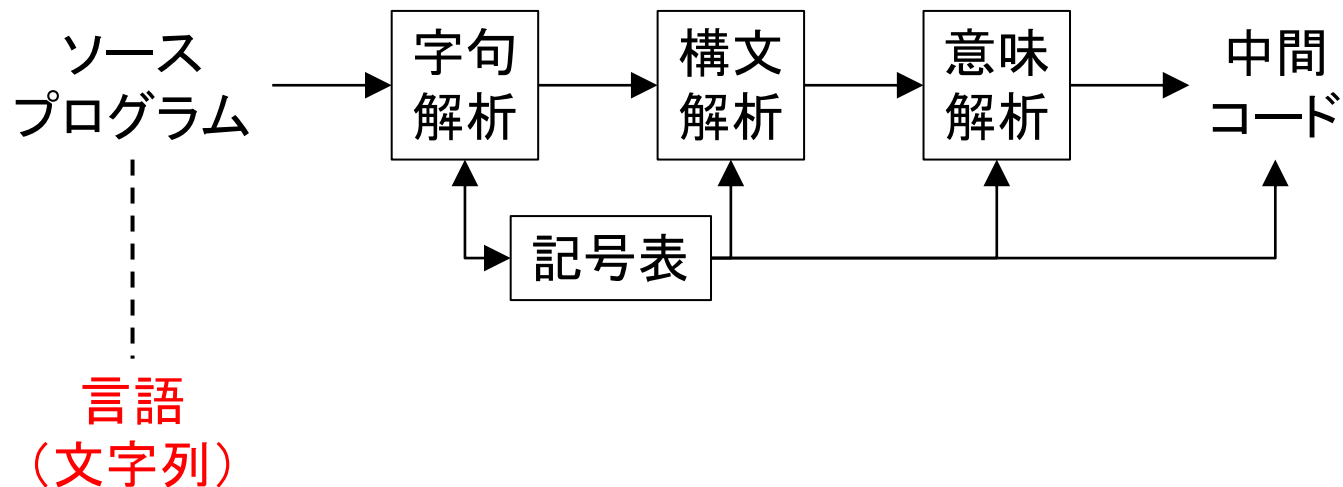 ソース
プログラム
字句
解析
構文
解析
意味
解析
中間
コード
記号表
言語
（文字列）